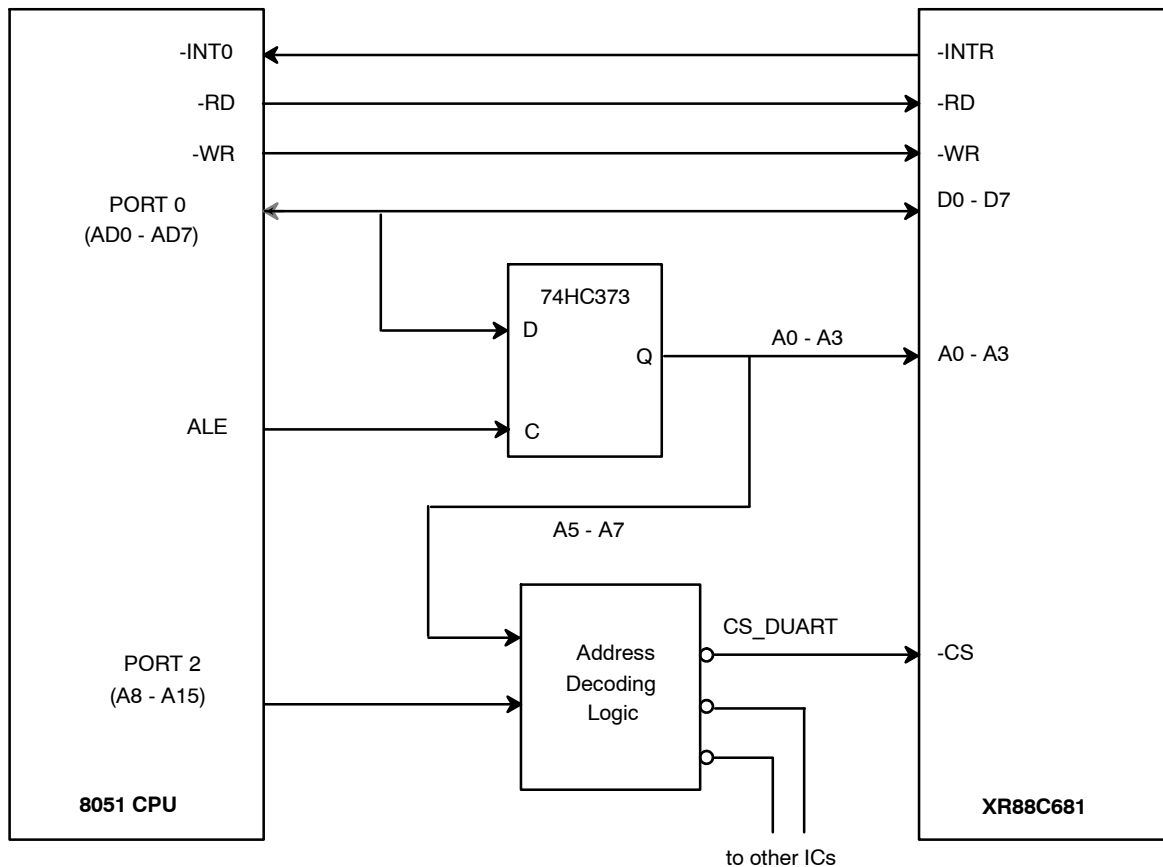 -INT0
-INTR
-RD
-RD
-WR
-WR
PORT 0
(AD0 - AD7)
D0 - D7
74HC373
D
Q
A0 - A3
A0 - A3
ALE
C
A5 - A7
CS_DUART
Address
Decoding
Logic
-CS
PORT 2
(A8 - A15)
8051 CPU
XR88C681
to other ICs